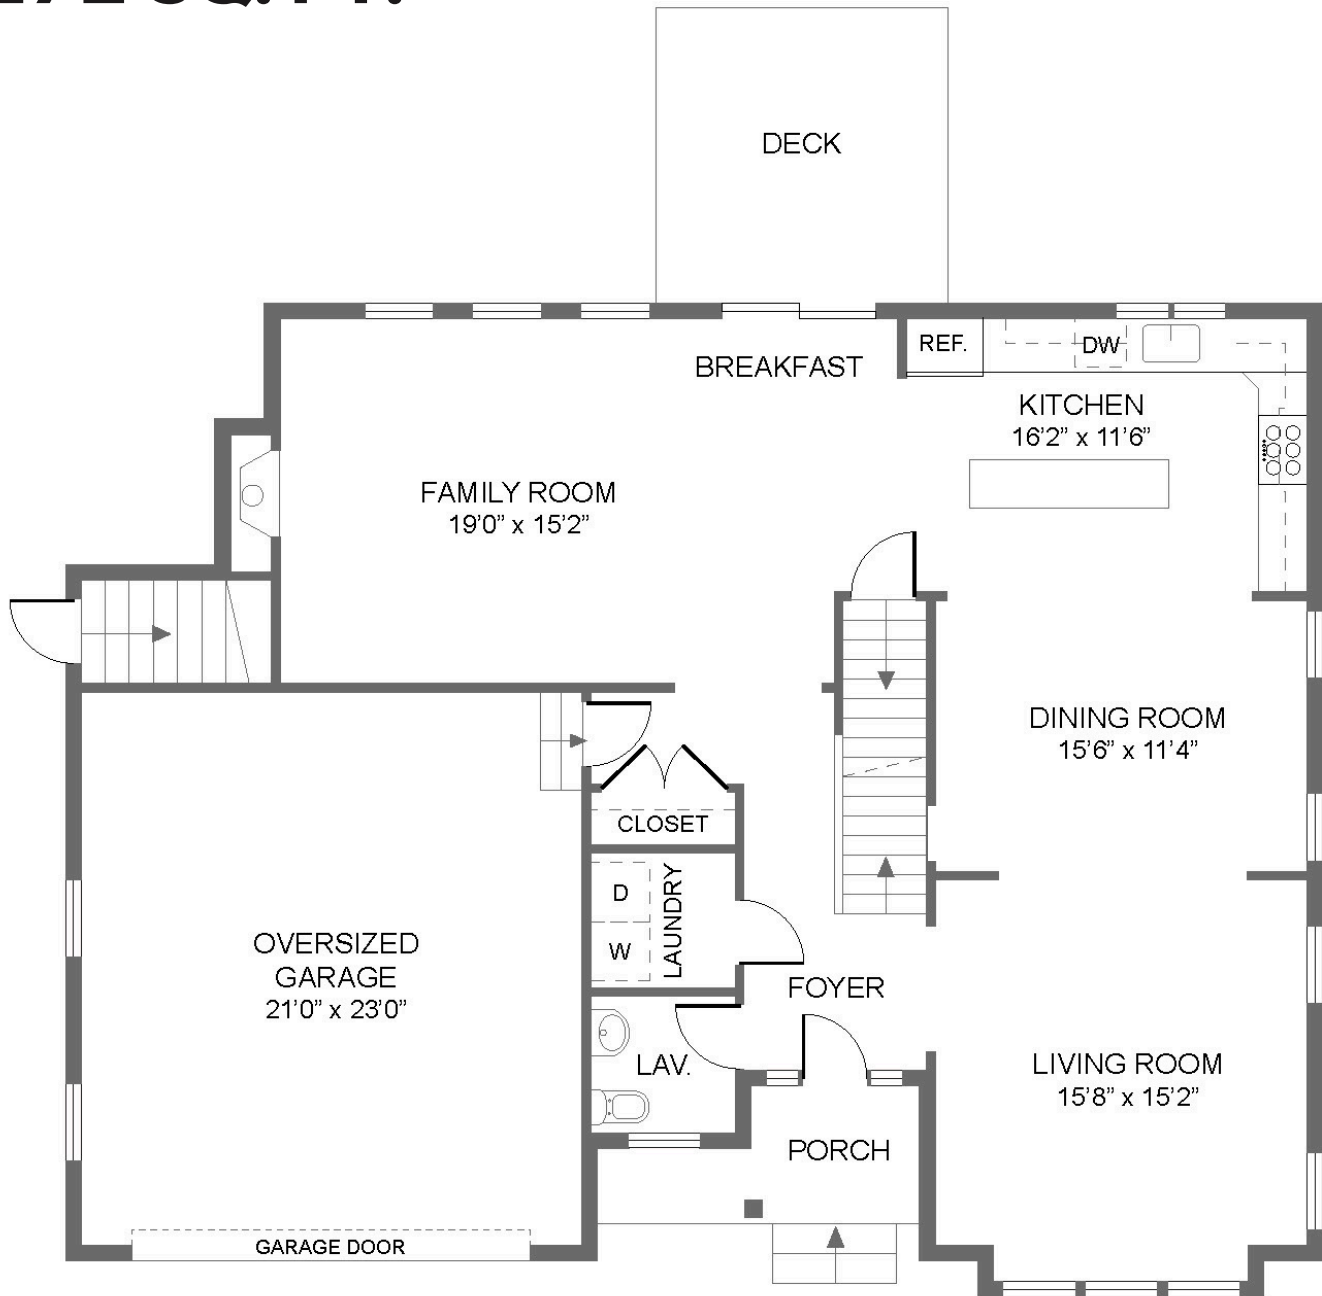 DECK
BREAKFAST
REF.
DW
KITCHEN
16'2" x 11'6"
FAMILY ROOM
19'0" x 15'2"
DINING ROOM
15'6" x 11'4"
CLOSET
D
W
LAUNDRY
OVERSIZED
GARAGE
21'0" x 23'0"
FOYER
LAV.
LIVING ROOM
15'8" x 15'2"
PORCH
GARAGE DOOR